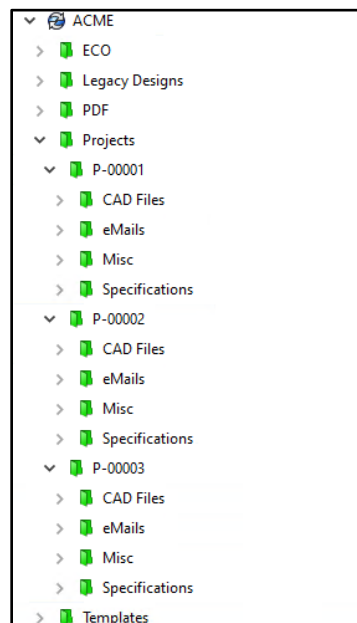 ACME
ECO
Legacy Designs
PDF
Projects
P-00001
CAD Files
eMails
Misc
Specifications
P-00002
CAD Files
eMails
Misc
Specifications
P-00003
CAD Files
eMails
Misc
Specifications
Templates